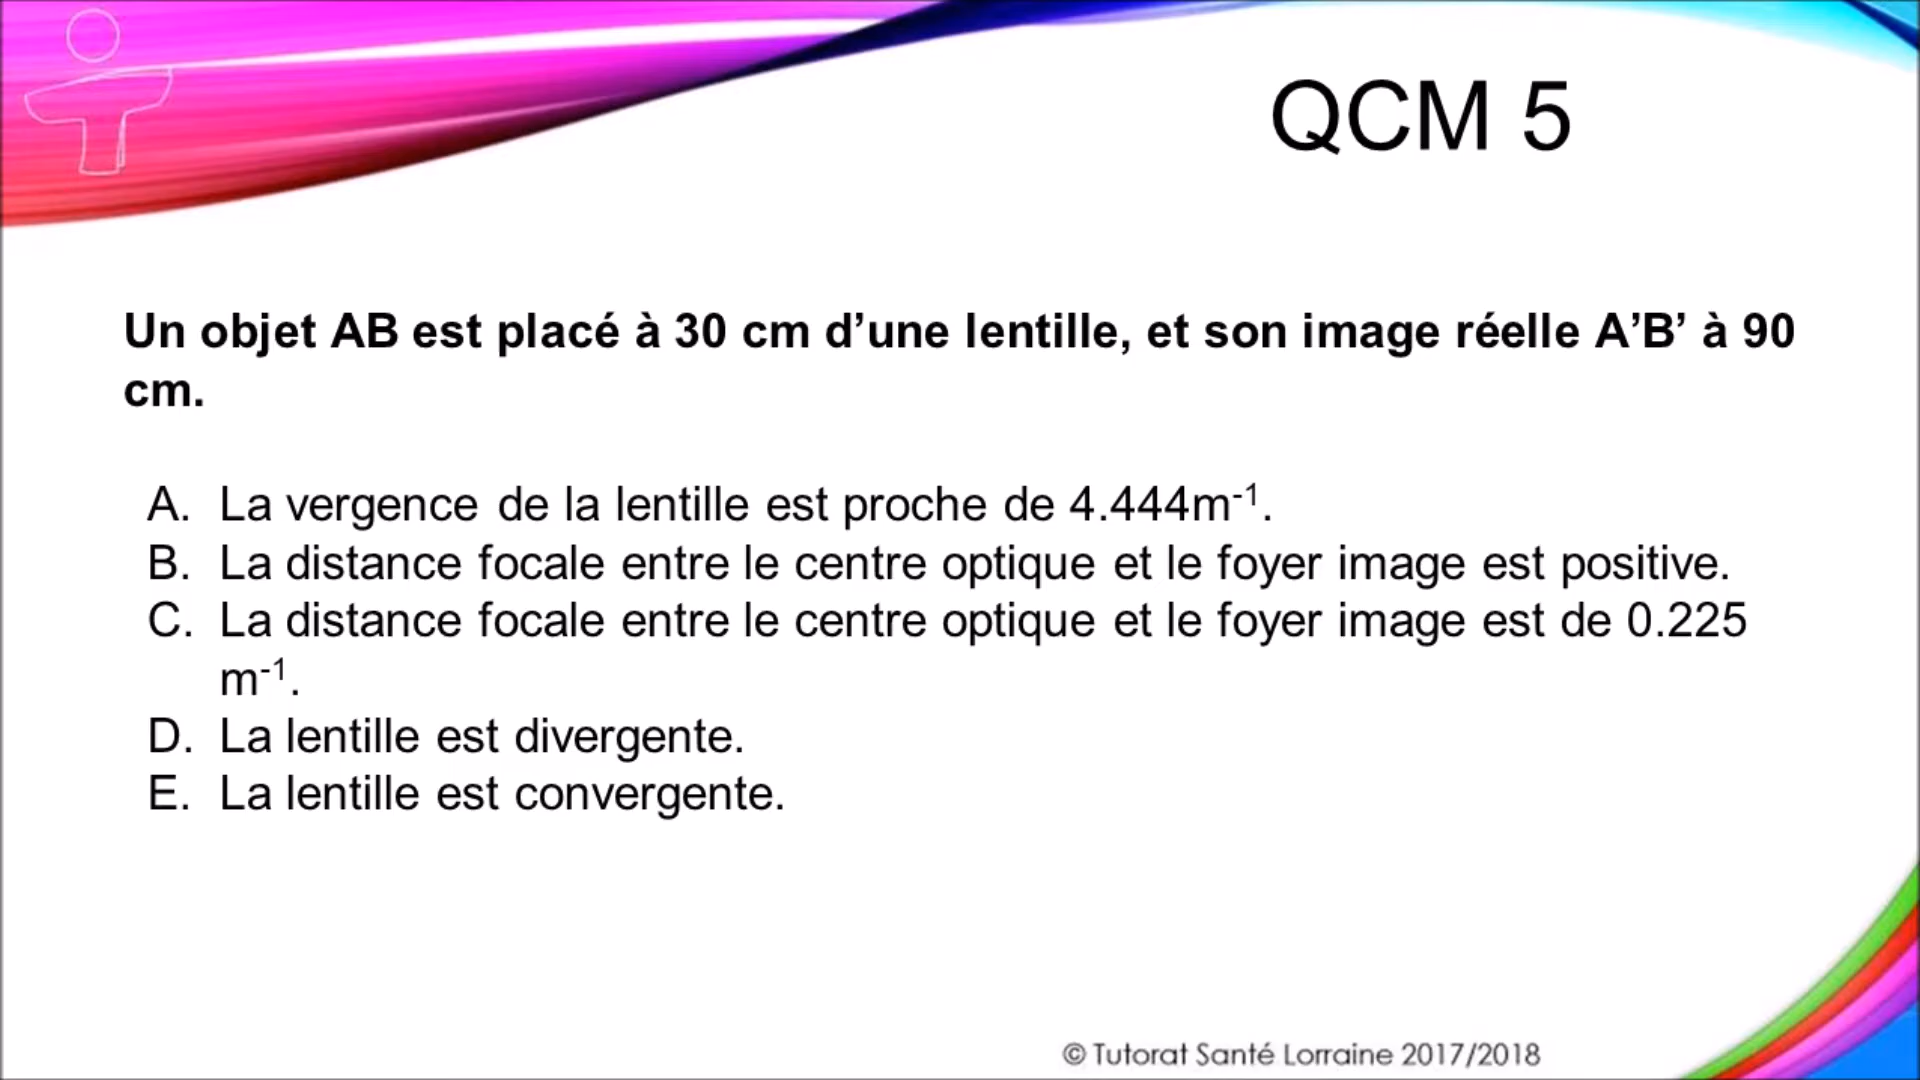 QCM 5
Un objet AB est placé à 30 cm d’une lentille, et son image réelle A’B’ à 90
cm.
A. La vergence de la lentille est proche de 4.444m⁻¹.
B. La distance focale entre le centre optique et le foyer image est positive.
C. La distance focale entre le centre optique et le foyer image est de 0.225
m⁻¹.
D. La lentille est divergente.
E. La lentille est convergente.
© Tutorat Santé Lorraine 2017/2018